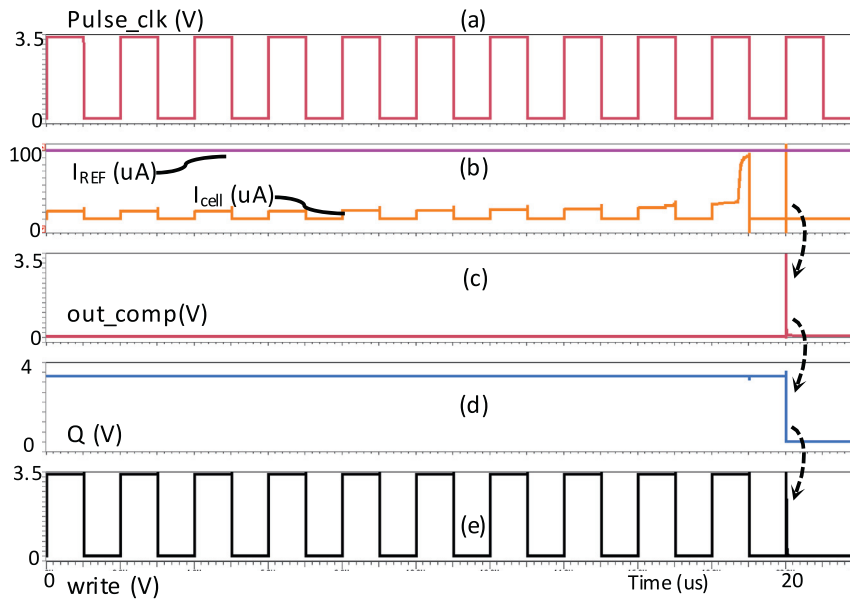 Pulse_clk (V)
(a)
3.5
0
100
I_REF (uA)
(b)
I_cell (uA)
0
3.5
(c)
out_comp(V)
0
4
(d)
Q (V)
0
3.5
(e)
0
0
write (V)
Time (us)
20